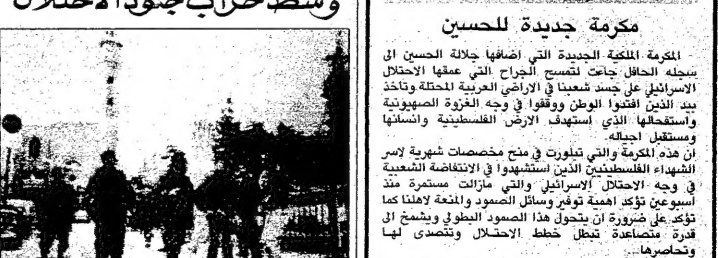 وسط حراب جنود الاحتلال
مكرمة جديدة للحسين
المكرمة الملكية الجديدة التي اضافها جلالة الحسين الى
سجله الحافل جاءت لتمسح الجراح التي عمقها الاحتلال
الاسرائيلي على جسد شعبنا في الاراضي العربية المحتلة وتأخذ
بيد الذين افتدوا الوطن ووقفوا في وجه الغزوة الصهيونية
واستفحالها الذي استهدف الارض الفلسطينية وانسانها
ومستقبل اجياله.
ان هذه المكرمة والتي تبلورت في منح مخصصات شهرية لاسر
الشهداء الفلسطينيين الذين استشهدوا في الانتفاضة الشعبية
في وجه الاحتلال الاسرائيلي والتي مازالت مستمرة منذ
اسبوعين تؤكد اهمية توفير وسائل الصمود والمنعة لاهلنا كما
تؤكد على ضرورة ان يتحول هذا الصمود البطولي ويشمخ الى
قدرة متصاعدة تبطل خطط الاحتلال وتتصدى لها
وتحاصرها...